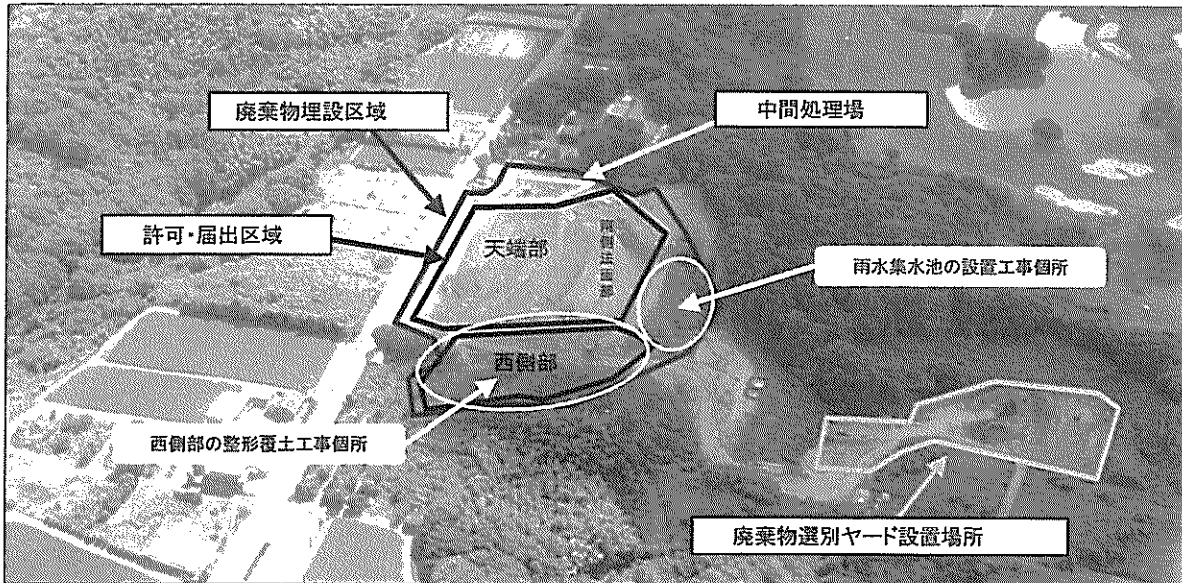 廃棄物埋設区域
中間処理場
許可・届出区域
天端部
南側法面部
雨水集水池の設置工事個所
西側部
西側部の整形覆土工事個所
廃棄物選別ヤード設置場所